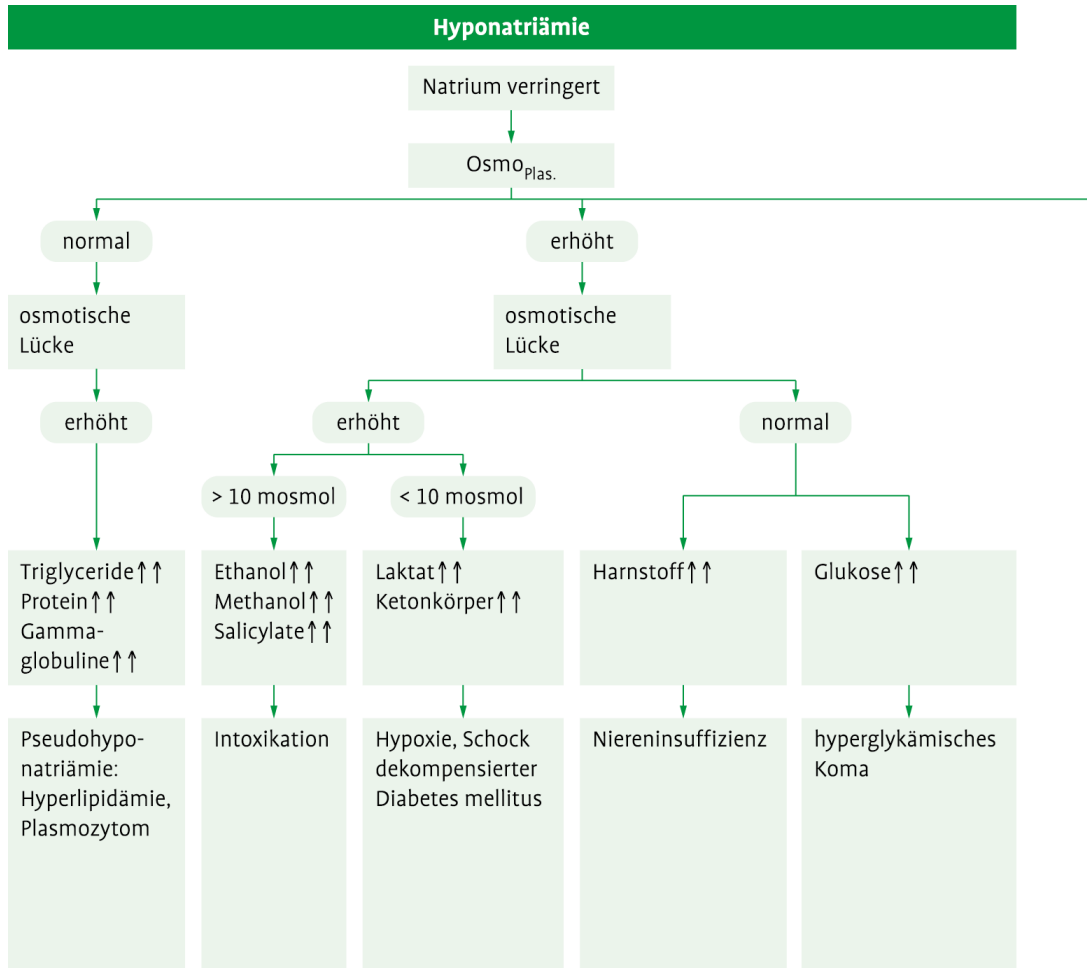 Hyponatriämie
Natrium verringert
Osmo_Plas.
normal
erhöht
osmotische
Lücke
osmotische
Lücke
erhöht
erhöht
normal
> 10 mosmol
< 10 mosmol
Triglyceride↑↑
Protein↑↑
Gamma-
globuline↑↑
Ethanol↑↑
Methanol↑↑
Salicylate↑↑
Laktat↑↑
Ketonkörper↑↑
Harnstoff↑↑
Glukose↑↑
Pseudohypo-
natriämie:
Hyperlipidämie,
Plasmozytom
Intoxikation
Hypoxie, Schock
dekompensierter
Diabetes mellitus
Niereninsuffizienz
hyperglykämisches
Koma